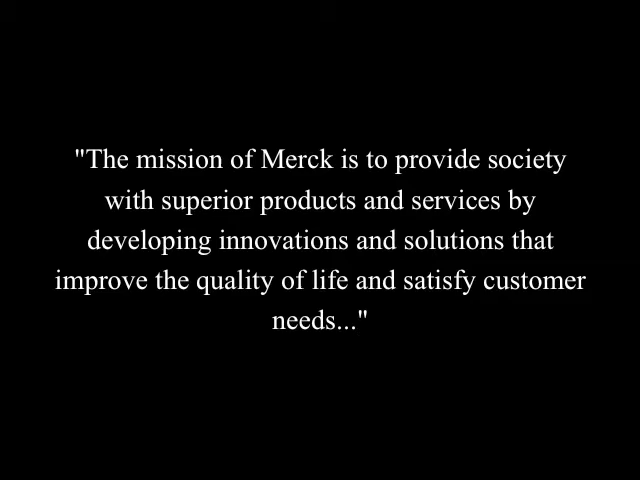 "The mission of Merck is to provide society
with superior products and services by
developing innovations and solutions that
improve the quality of life and satisfy customer
needs..."